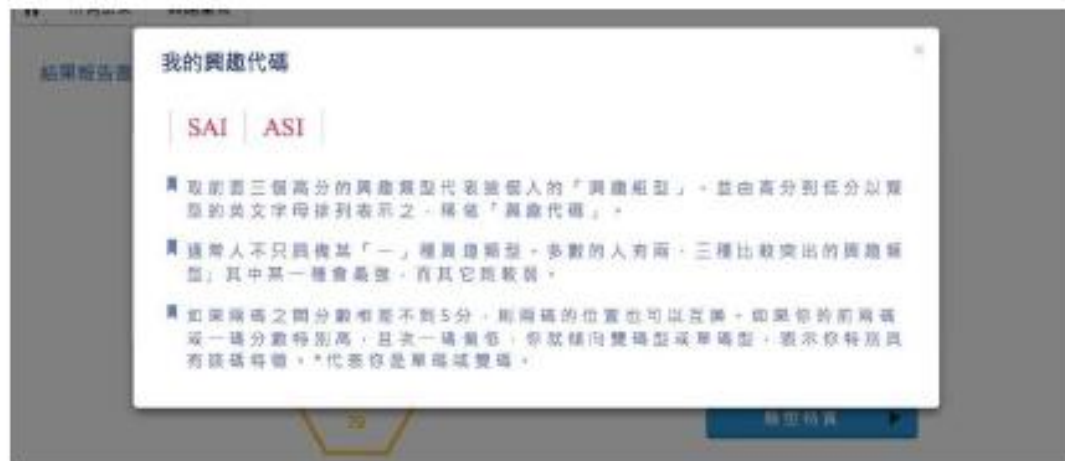 結果報告書
我的興趣代碼
×
SAI ASI
取前面三個高分的興趣類型代表該個人的「興趣組型」。並由高分到低分以類
型的英文字母排列表示之，稱做「興趣代碼」。
通常人不只具備某「一」種興趣類型。多數的人有兩、三種比較突出的興趣類
型；其中某一種會最強，而其它則較弱。
如果兩碼之間分數相差不到5分，則兩碼的位置也可以互換。如果你的前兩碼
或一碼分數特別高，且次一碼偏低，你就傾向雙碼型或單碼型，表示你特別具
有該碼特徵。*代表你是單碼或雙碼。
類型特質